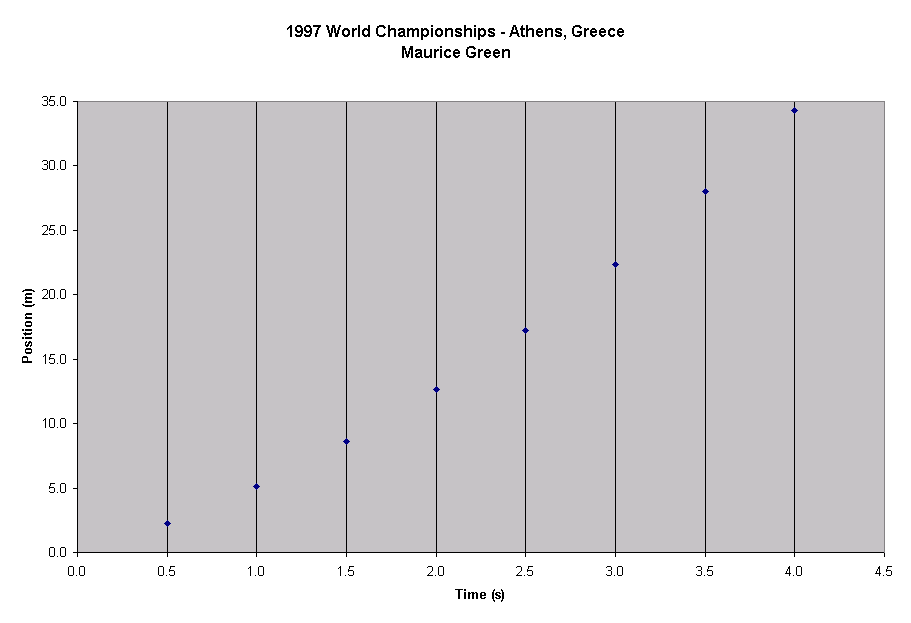 1997 World Championships - Athens, Greece
Maurice Green
35.0
30.0
25.0
20.0
15.0
10.0
5.0
0.0
Position (m)
0.0 0.5 1.0 1.5 2.0 2.5 3.0 3.5 4.0 4.5
Time (s)